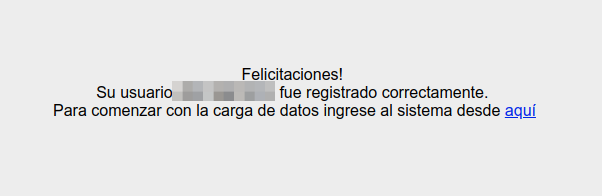 Felicitaciones!
Su usuario fue registrado correctamente.
Para comenzar con la carga de datos ingrese al sistema desde aquí